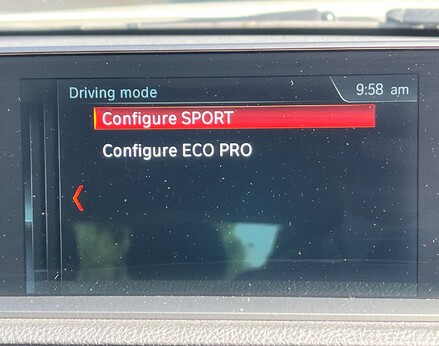 Driving mode
9:58 am
Configure SPORT
Configure ECO PRO